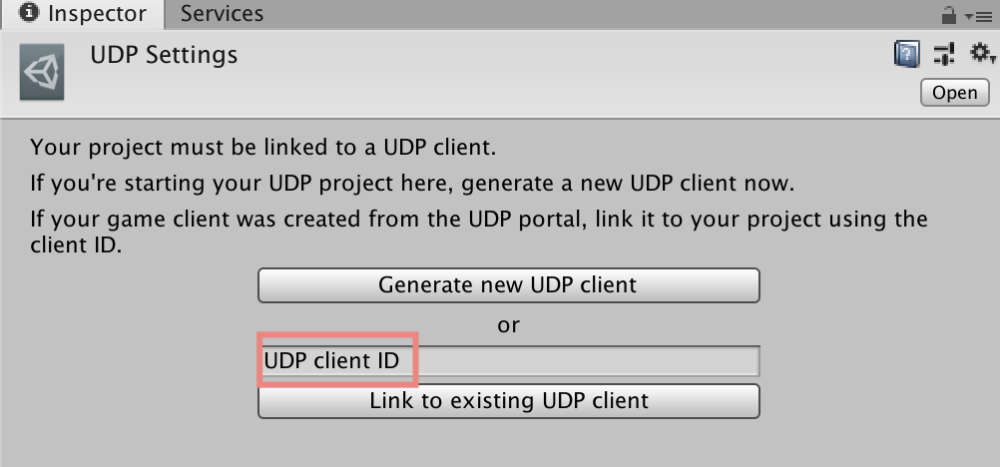 Inspector
Services
UDP Settings
Open
Your project must be linked to a UDP client.
If you're starting your UDP project here, generate a new UDP client now.
If your game client was created from the UDP portal, link it to your project using the
client ID.
Generate new UDP client
or
UDP client ID
Link to existing UDP client